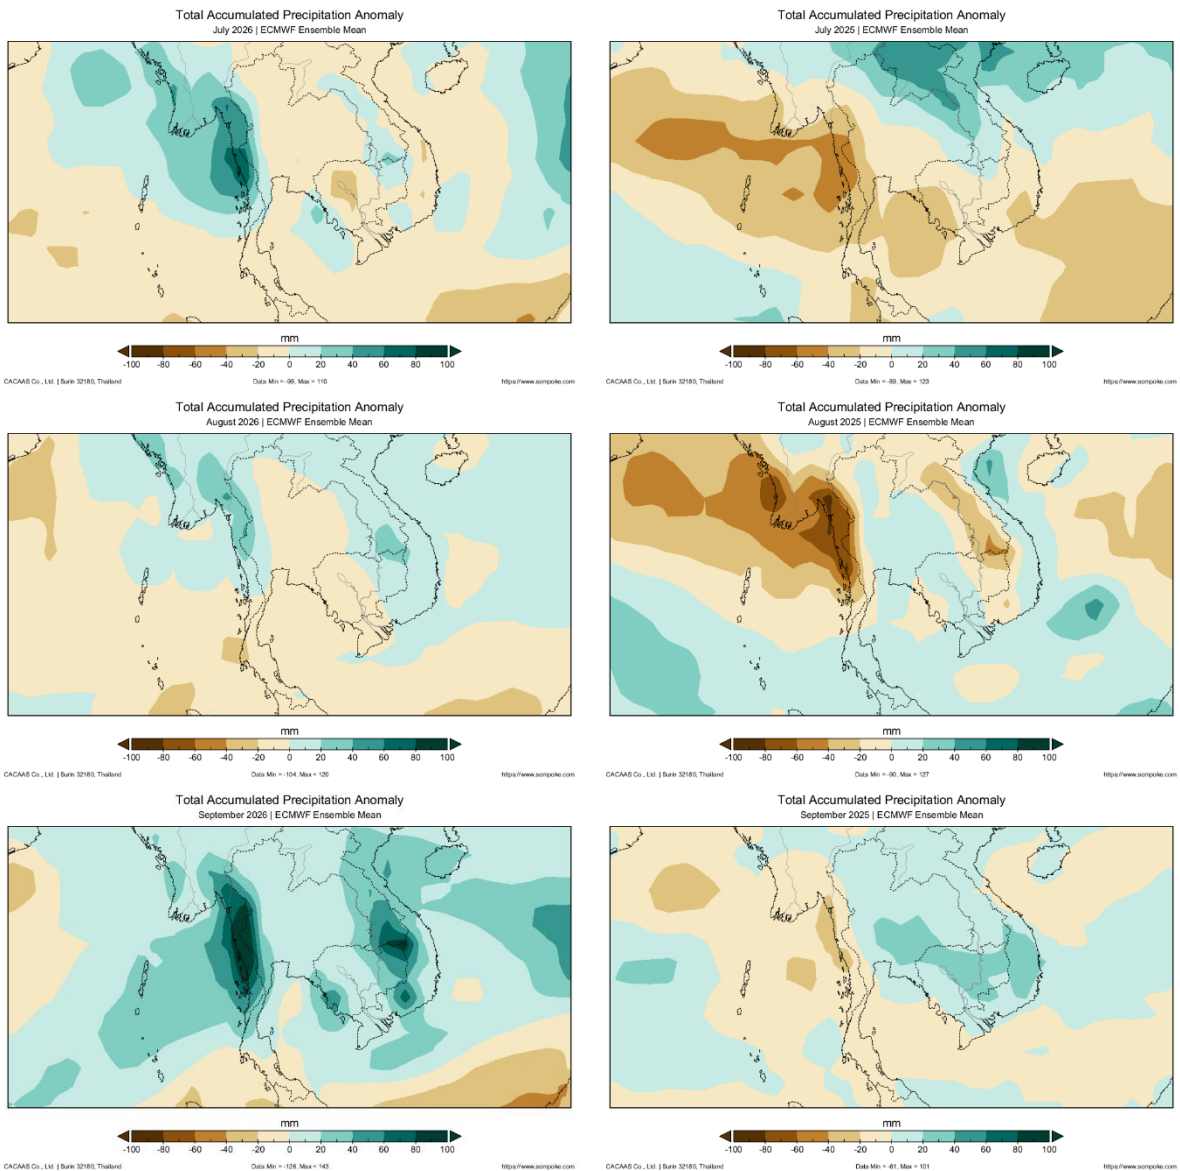 Total Accumulated Precipitation Anomaly
July 2026 | ECMWF Ensemble Mean
mm
-100 -80 -60 -40 -20 0 20 40 60 80 100
CACAAS Co., Ltd. | Surin 32180, Thailand Data Min = -99, Max = 110 https://www.sompoke.com
Total Accumulated Precipitation Anomaly
July 2025 | ECMWF Ensemble Mean
mm
-100 -80 -60 -40 -20 0 20 40 60 80 100
CACAAS Co., Ltd. | Surin 32180, Thailand Data Min = -89, Max = 123 https://www.sompoke.com
Total Accumulated Precipitation Anomaly
August 2026 | ECMWF Ensemble Mean
mm
-100 -80 -60 -40 -20 0 20 40 60 80 100
CACAAS Co., Ltd. | Surin 32180, Thailand Data Min = -104, Max = 126 https://www.sompoke.com
Total Accumulated Precipitation Anomaly
August 2025 | ECMWF Ensemble Mean
mm
-100 -80 -60 -40 -20 0 20 40 60 80 100
CACAAS Co., Ltd. | Surin 32180, Thailand Data Min = -90, Max = 127 https://www.sompoke.com
Total Accumulated Precipitation Anomaly
September 2026 | ECMWF Ensemble Mean
mm
-100 -80 -60 -40 -20 0 20 40 60 80 100
CACAAS Co., Ltd. | Surin 32180, Thailand Data Min = -126, Max = 143 https://www.sompoke.com
Total Accumulated Precipitation Anomaly
September 2025 | ECMWF Ensemble Mean
mm
-100 -80 -60 -40 -20 0 20 40 60 80 100
CACAAS Co., Ltd. | Surin 32180, Thailand Data Min = -61, Max = 101 https://www.sompoke.com